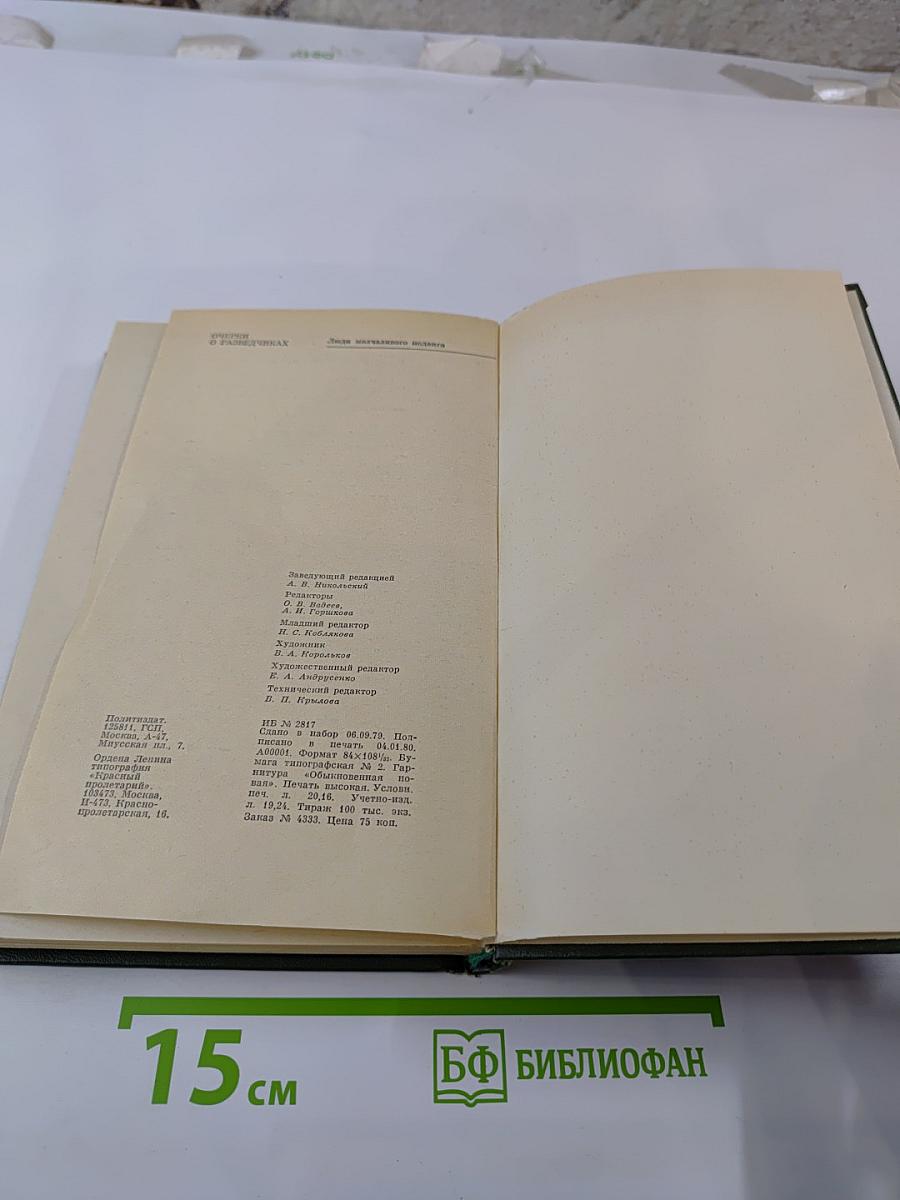 ОЧЕРКИ
О РАЗВЕДЧИКАХ
Люди молчаливого подвига
Заведующий редакцией
А. В. Никольский
Редакторы
О. В. Вадеев,
А. И. Горшкова
Младший редактор
Н. С. Коблякова
Художник
В. А. Корольков
Художественный редактор
Е. А. Андрусенко
Технический редактор
В. П. Крылова
Политиздат.
125811, ГСП,
Москва, А-47,
Миусская пл., 7.
Ордена Ленина
типография
«Красный
пролетарий».
103473, Москва,
И-473, Красно-
пролетарская, 16.
ИБ № 2817
Сдано в набор 06.09.79. Под-
писано в печать 04.01.80.
А00001. Формат 84×108¹/₃₂. Бу-
мага типографская № 2. Гар-
нитура «Обыкновенная но-
вая». Печать высокая. Условн.
печ. л. 20,16. Учетно-изд.
л. 19,24. Тираж 100 тыс. экз.
Заказ № 4333. Цена 75 коп.
15 см
БФ БИБЛИОФАН